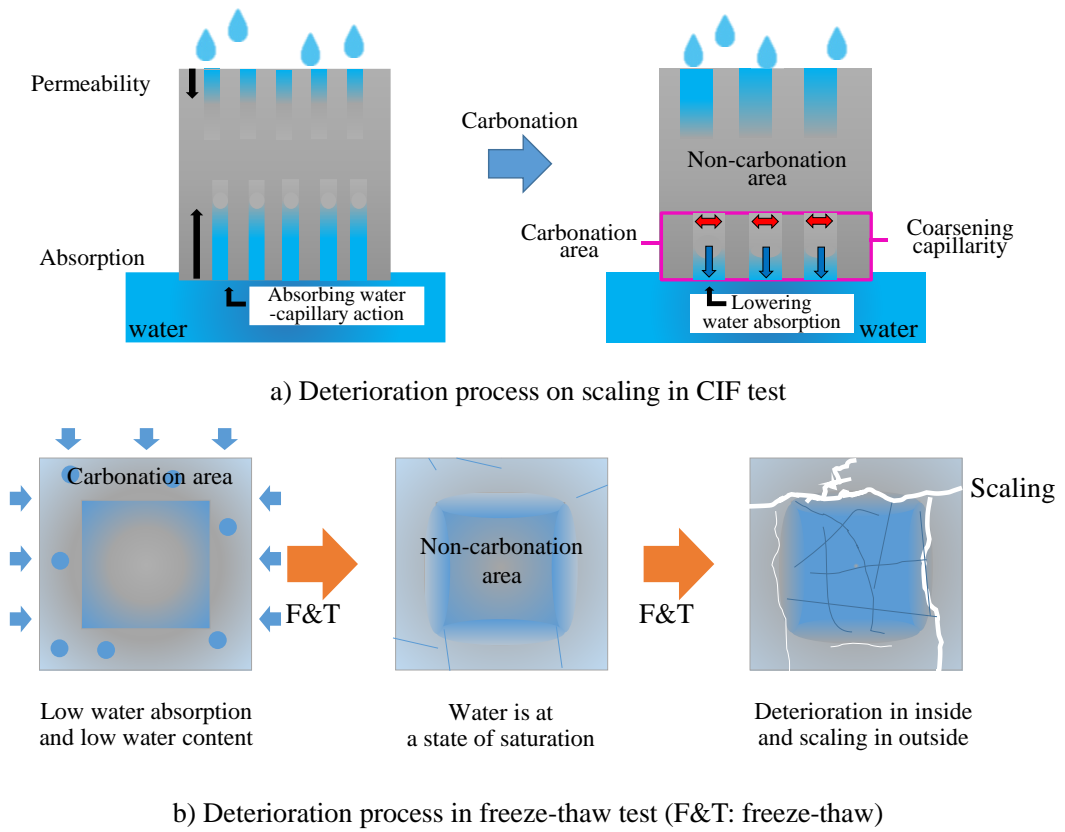 Permeability
Absorption
Absorbing water
-capillary action
water
Carbonation
Non-carbonation
area
Carbonation
area
Coarsening
capillarity
Lowering
water absorption
water
a) Deterioration process on scaling in CIF test
Carbonation area
F&T
Non-carbonation
area
F&T
Scaling
Low water absorption
and low water content
Water is at
a state of saturation
Deterioration in inside
and scaling in outside
b) Deterioration process in freeze-thaw test (F&T: freeze-thaw)